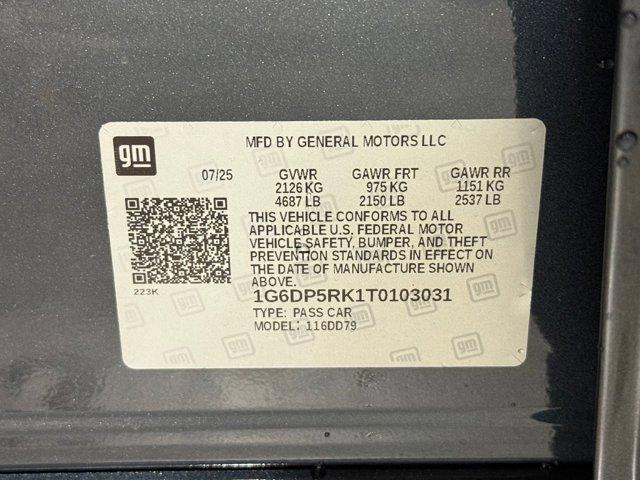 gm
MFD BY GENERAL MOTORS LLC
07/25 GVWR GAWR FRT GAWR RR
2126 KG 975 KG 1151 KG
4687 LB 2150 LB 2537 LB
THIS VEHICLE CONFORMS TO ALL
APPLICABLE U.S. FEDERAL MOTOR
VEHICLE SAFETY, BUMPER, AND THEFT
PREVENTION STANDARDS IN EFFECT ON
THE DATE OF MANUFACTURE SHOWN
ABOVE.
223K
1G6DP5RK1T0103031
TYPE: PASS CAR
MODEL: 116DD79